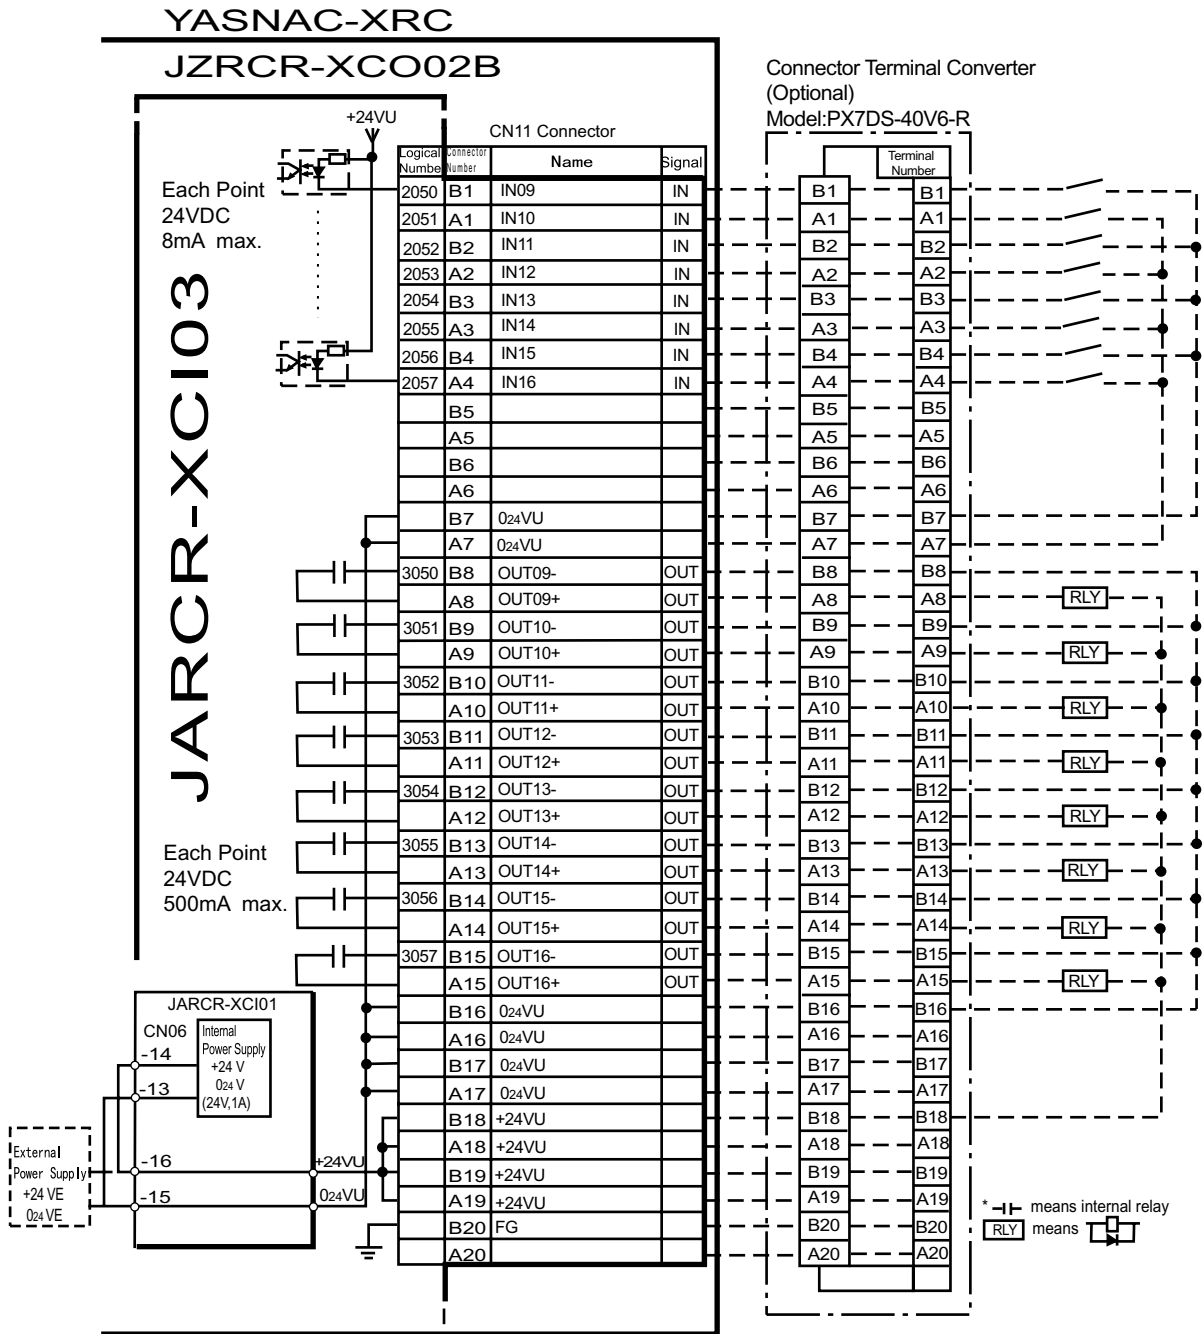 YASNAC-XRC
JZRCR-XCO02B
JARCR-XCI03
+24VU
Each Point
24VDC
8mA max.
Each Point
24VDC
500mA max.
CN11 Connector
Logical Numbe Connector Number Name Signal
2050 B1 IN09 IN
2051 A1 IN10 IN
2052 B2 IN11 IN
2053 A2 IN12 IN
2054 B3 IN13 IN
2055 A3 IN14 IN
2056 B4 IN15 IN
2057 A4 IN16 IN
B5
A5
B6
A6
B7 024VU
A7 024VU
3050 B8 OUT09- OUT
A8 OUT09+ OUT
3051 B9 OUT10- OUT
A9 OUT10+ OUT
3052 B10 OUT11- OUT
A10 OUT11+ OUT
3053 B11 OUT12- OUT
A11 OUT12+ OUT
3054 B12 OUT13- OUT
A12 OUT13+ OUT
3055 B13 OUT14- OUT
A13 OUT14+ OUT
3056 B14 OUT15- OUT
A14 OUT15+ OUT
3057 B15 OUT16- OUT
A15 OUT16+ OUT
B16 024VU
A16 024VU
B17 024VU
A17 024VU
B18 +24VU
A18 +24VU
B19 +24VU
A19 +24VU
B20 FG
A20
Connector Terminal Converter
(Optional)
Model:PX7DS-40V6-R
Terminal
Number
B1 B1
A1 A1
B2 B2
A2 A2
B3 B3
A3 A3
B4 B4
A4 A4
B5 B5
A5 A5
B6 B6
A6 A6
B7 B7
A7 A7
B8 B8
A8 A8 RLY
B9 B9
A9 A9 RLY
B10 B10
A10 A10 RLY
B11 B11
A11 A11 RLY
B12 B12
A12 A12 RLY
B13 B13
A13 A13 RLY
B14 B14
A14 A14 RLY
B15 B15
A15 A15 RLY
B16 B16
A16 A16
B17 B17
A17 A17
B18 B18
A18 A18
B19 B19
A19 A19
B20 B20
A20 A20
JARCR-XCI01
CN06
-14
-13
-16
-15
Internal
Power Supply
+24 V
024 V
(24V,1A)
+24VU
024VU
External
Power Supply
+24 VE
024 VE
* means internal relay
RLY means